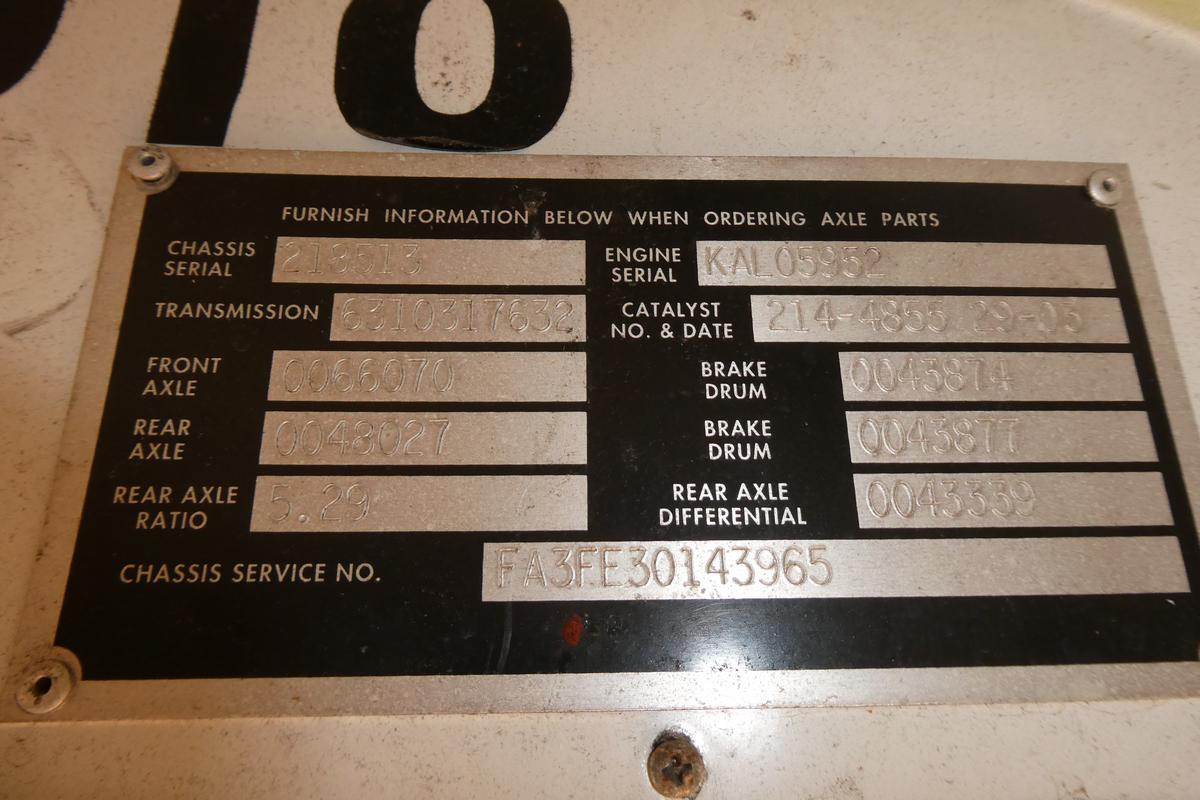 FURNISH INFORMATION BELOW WHEN ORDERING AXLE PARTS
CHASSIS SERIAL 218513 ENGINE SERIAL KAL05952
TRANSMISSION 6310317632 CATALYST NO. & DATE 214-4855 29-03
FRONT AXLE 0066070 BRAKE DRUM 0043874
REAR AXLE 0048027 BRAKE DRUM 0043877
REAR AXLE RATIO 5.29 REAR AXLE DIFFERENTIAL 0043339
CHASSIS SERVICE NO. FA3FE30143965